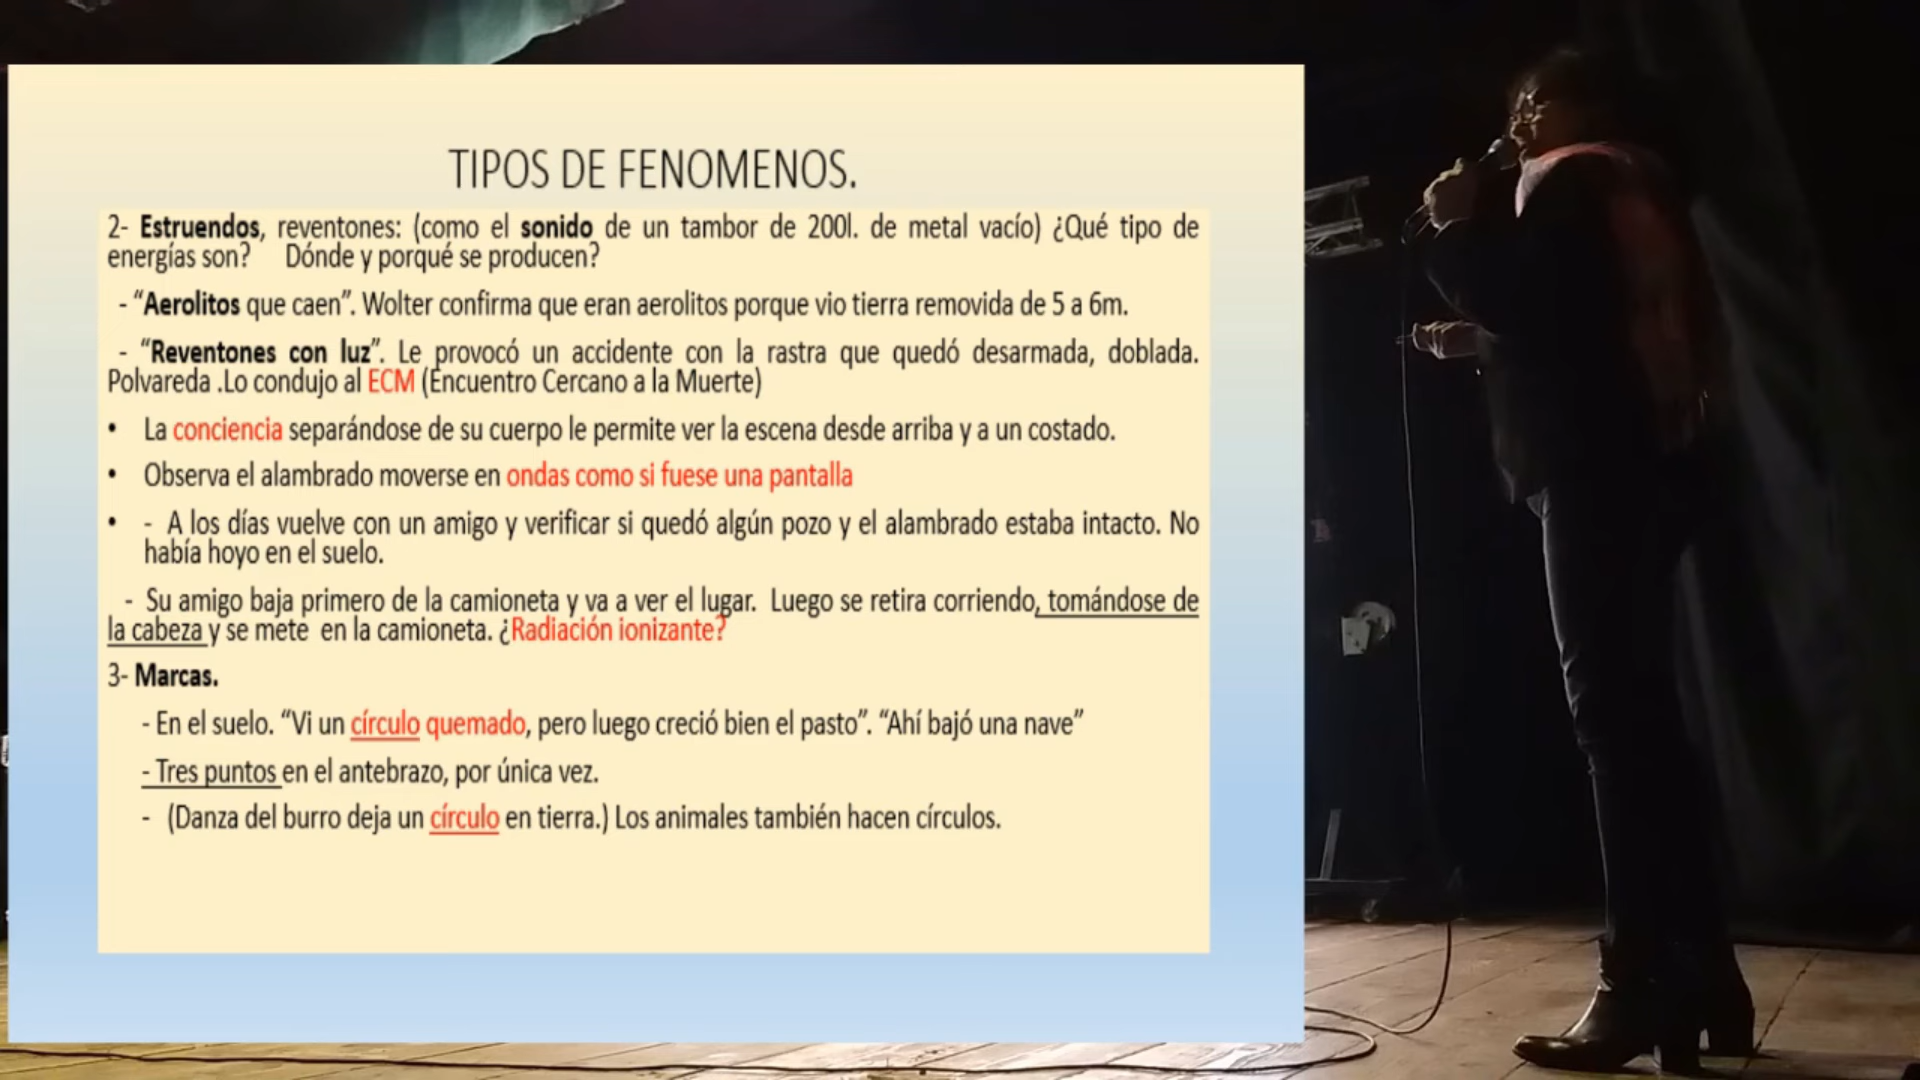 TIPOS DE FENOMENOS.
2- Estruendos, reventones: (como el sonido de un tambor de 200l. de metal vacío) ¿Qué tipo de
energías son? Dónde y porqué se producen?
- “Aerolitos que caen”. Wolter confirma que eran aerolitos porque vio tierra removida de 5 a 6m.
- “Reventones con luz”. Le provocó un accidente con la rastra que quedó desarmada, doblada.
Polvareda .Lo condujo al ECM (Encuentro Cercano a la Muerte)
• La conciencia separándose de su cuerpo le permite ver la escena desde arriba y a un costado.
• Observa el alambrado moverse en ondas como si fuese una pantalla
• - A los días vuelve con un amigo y verificar si quedó algún pozo y el alambrado estaba intacto. No
había hoyo en el suelo.
- Su amigo baja primero de la camioneta y va a ver el lugar. Luego se retira corriendo, tomándose de
la cabeza y se mete en la camioneta. ¿Radiación ionizante?
3- Marcas.
- En el suelo. “Vi un círculo quemado, pero luego creció bien el pasto”. “Ahí bajó una nave”
- Tres puntos en el antebrazo, por única vez.
- (Danza del burro deja un círculo en tierra.) Los animales también hacen círculos.